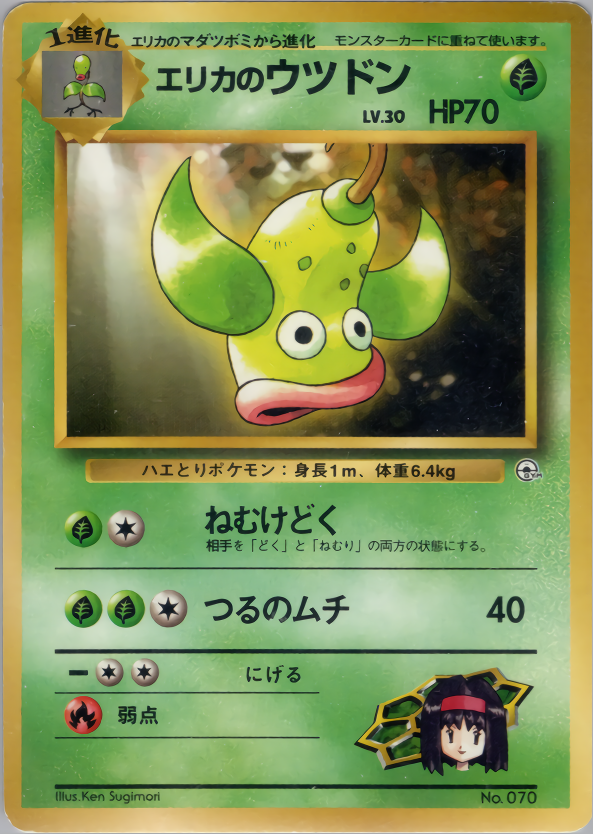 1進化
エリカのマダツボミから進化 モンスターカードに重ねて使います。
エリカのウツドン
LV.30 HP70
ハエとりポケモン：身長1m、体重6.4kg
GYM
ねむけどく
相手を「どく」と「ねむり」の両方の状態にする。
つるのムチ 40
ー にげる
弱点
Illus.Ken Sugimori No.070